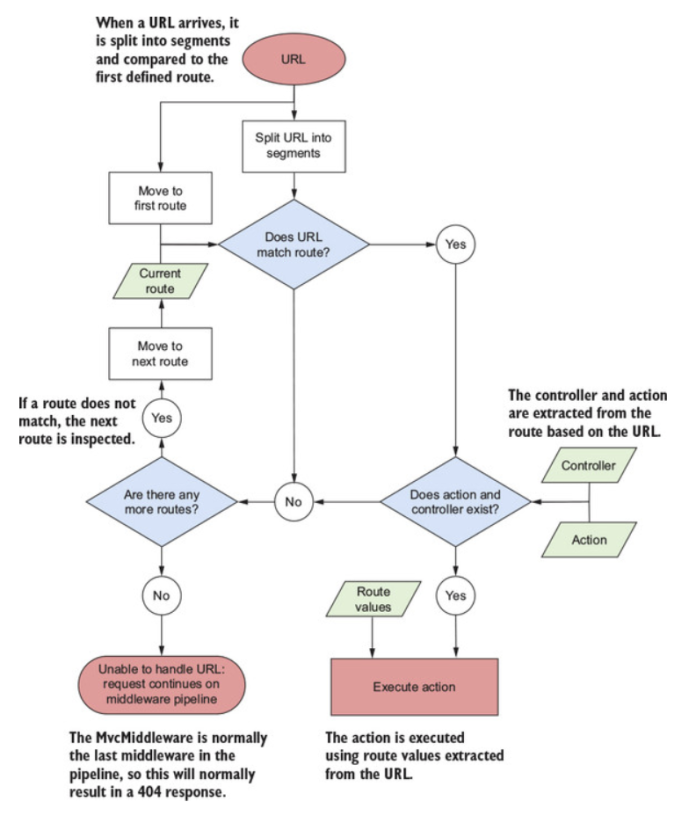 When a URL arrives, it
is split into segments
and compared to the
first defined route.
URL
Split URL into
segments
Move to
first route
Does URL
match route?
Yes
Current
route
Move to
next route
If a route does not
match, the next
route is inspected.
Yes
The controller and action
are extracted from the
route based on the URL.
Controller
Are there any
more routes?
No
Does action and
controller exist?
Action
No
Route
values
Yes
Unable to handle URL:
request continues on
middleware pipeline
Execute action
The MvcMiddleware is normally
the last middleware in the
pipeline, so this will normally
result in a 404 response.
The action is executed
using route values extracted
from the URL.